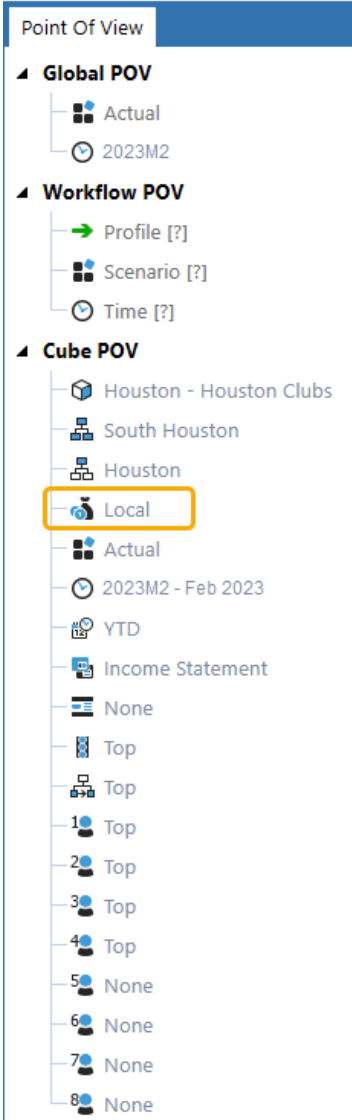 Point Of View
Global POV
Actual
2023M2
Workflow POV
Profile [?]
Scenario [?]
Time [?]
Cube POV
Houston - Houston Clubs
South Houston
Houston
Local
Actual
2023M2 - Feb 2023
YTD
Income Statement
None
Top
Top
1 Top
2 Top
3 Top
4 Top
5 None
6 None
7 None
8 None